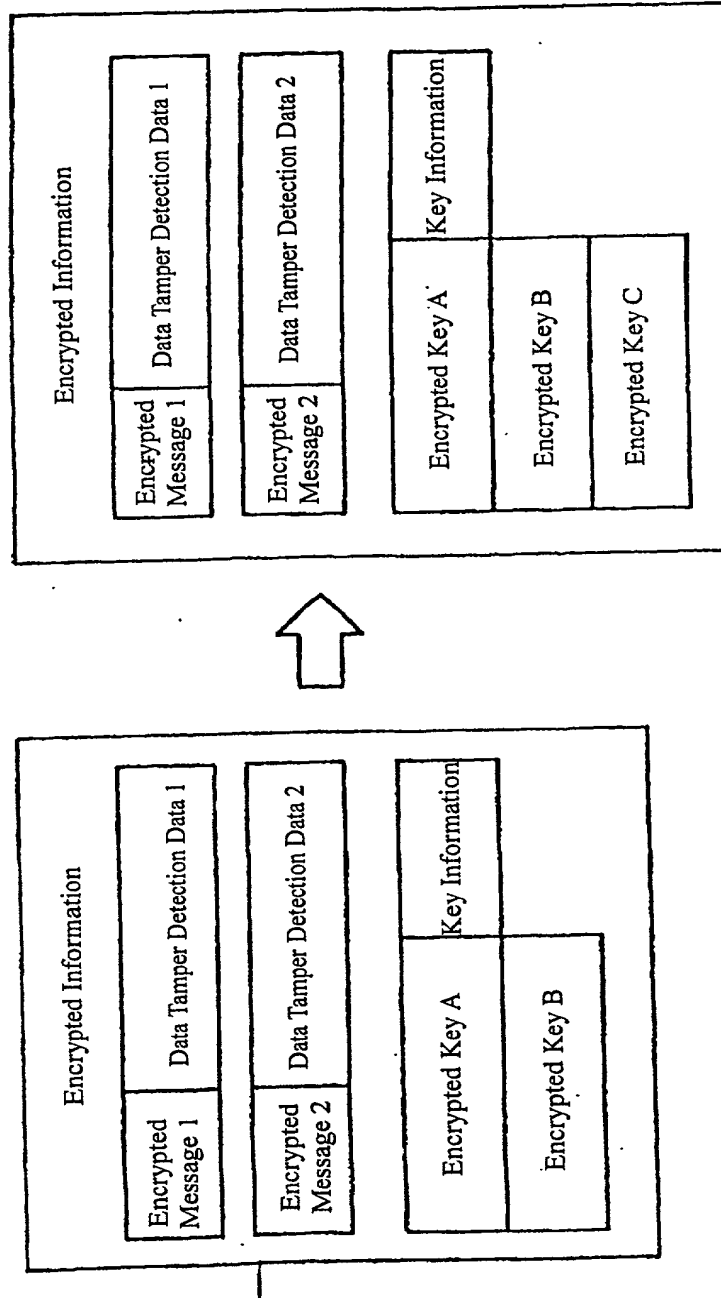 Encrypted Information
Encrypted
Message 1
Data Tamper Detection Data 1
Encrypted
Message 2
Data Tamper Detection Data 2
Encrypted Key A
Key Information
Encrypted Key B
Encrypted Information
Encrypted
Message 1
Data Tamper Detection Data 1
Encrypted
Message 2
Data Tamper Detection Data 2
Encrypted Key A
Key Information
Encrypted Key B
Encrypted Key C